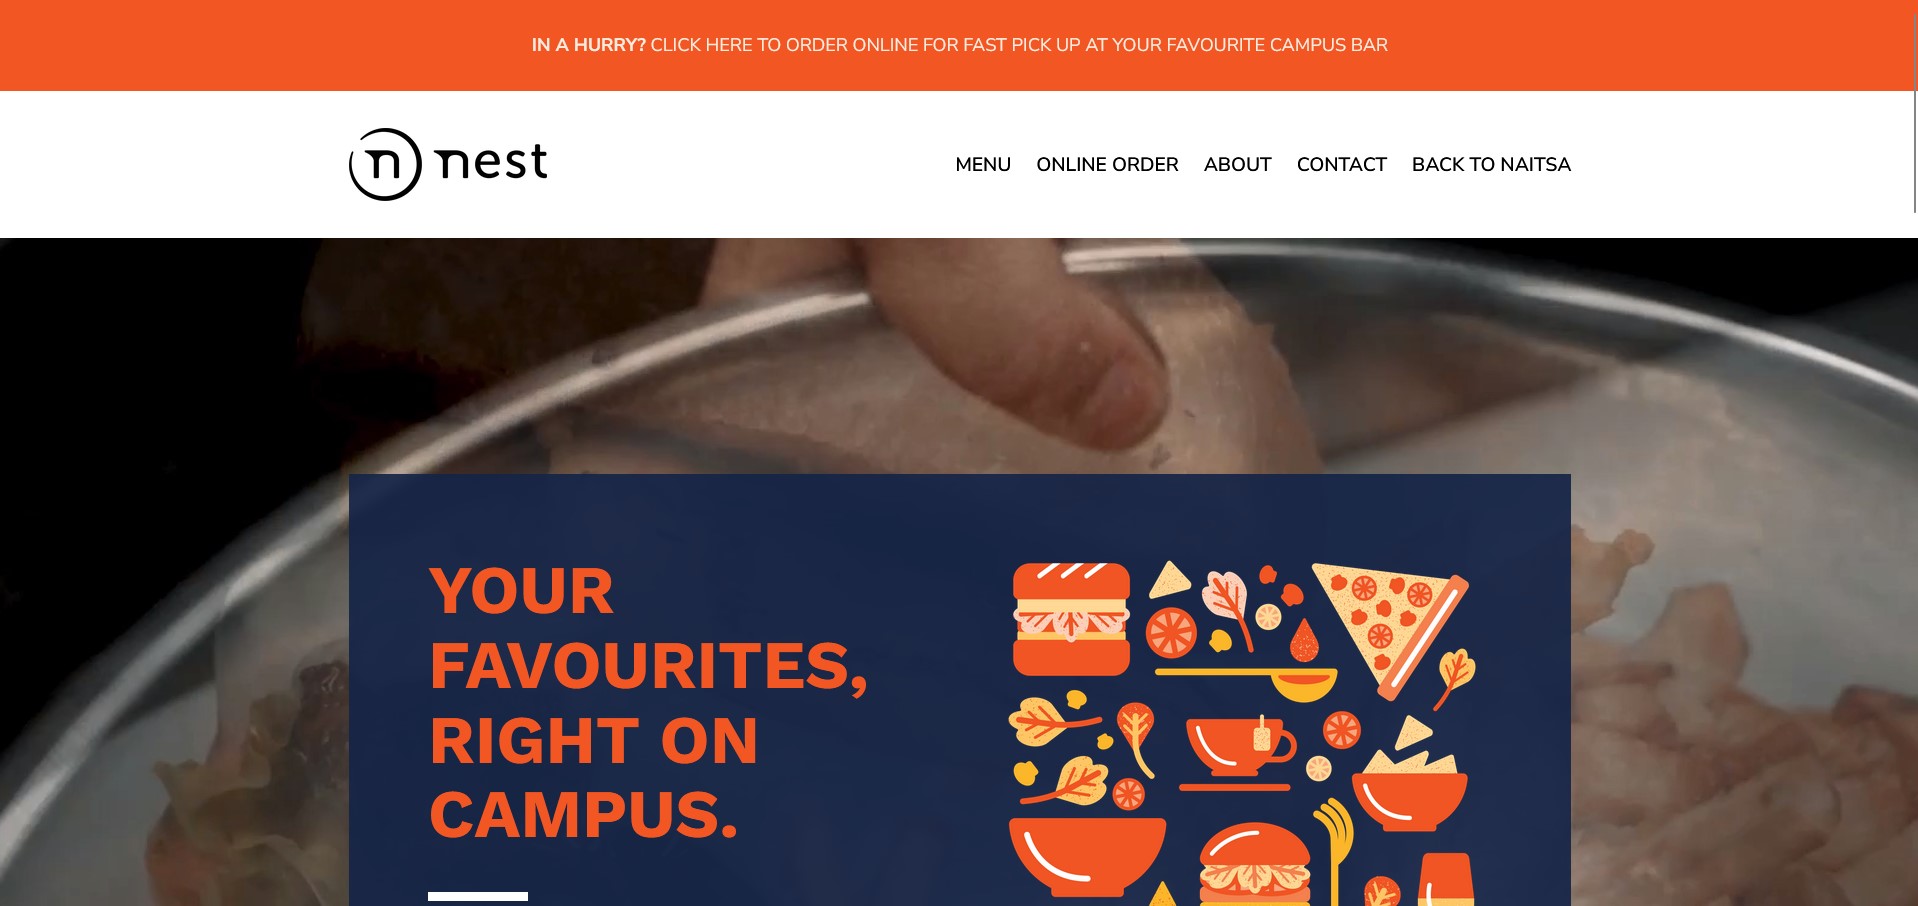 IN A HURRY? CLICK HERE TO ORDER ONLINE FOR FAST PICK UP AT YOUR FAVOURITE CAMPUS BAR
n nest
MENU ONLINE ORDER ABOUT CONTACT BACK TO NAITSA
YOUR
FAVOURITES,
RIGHT ON
CAMPUS.